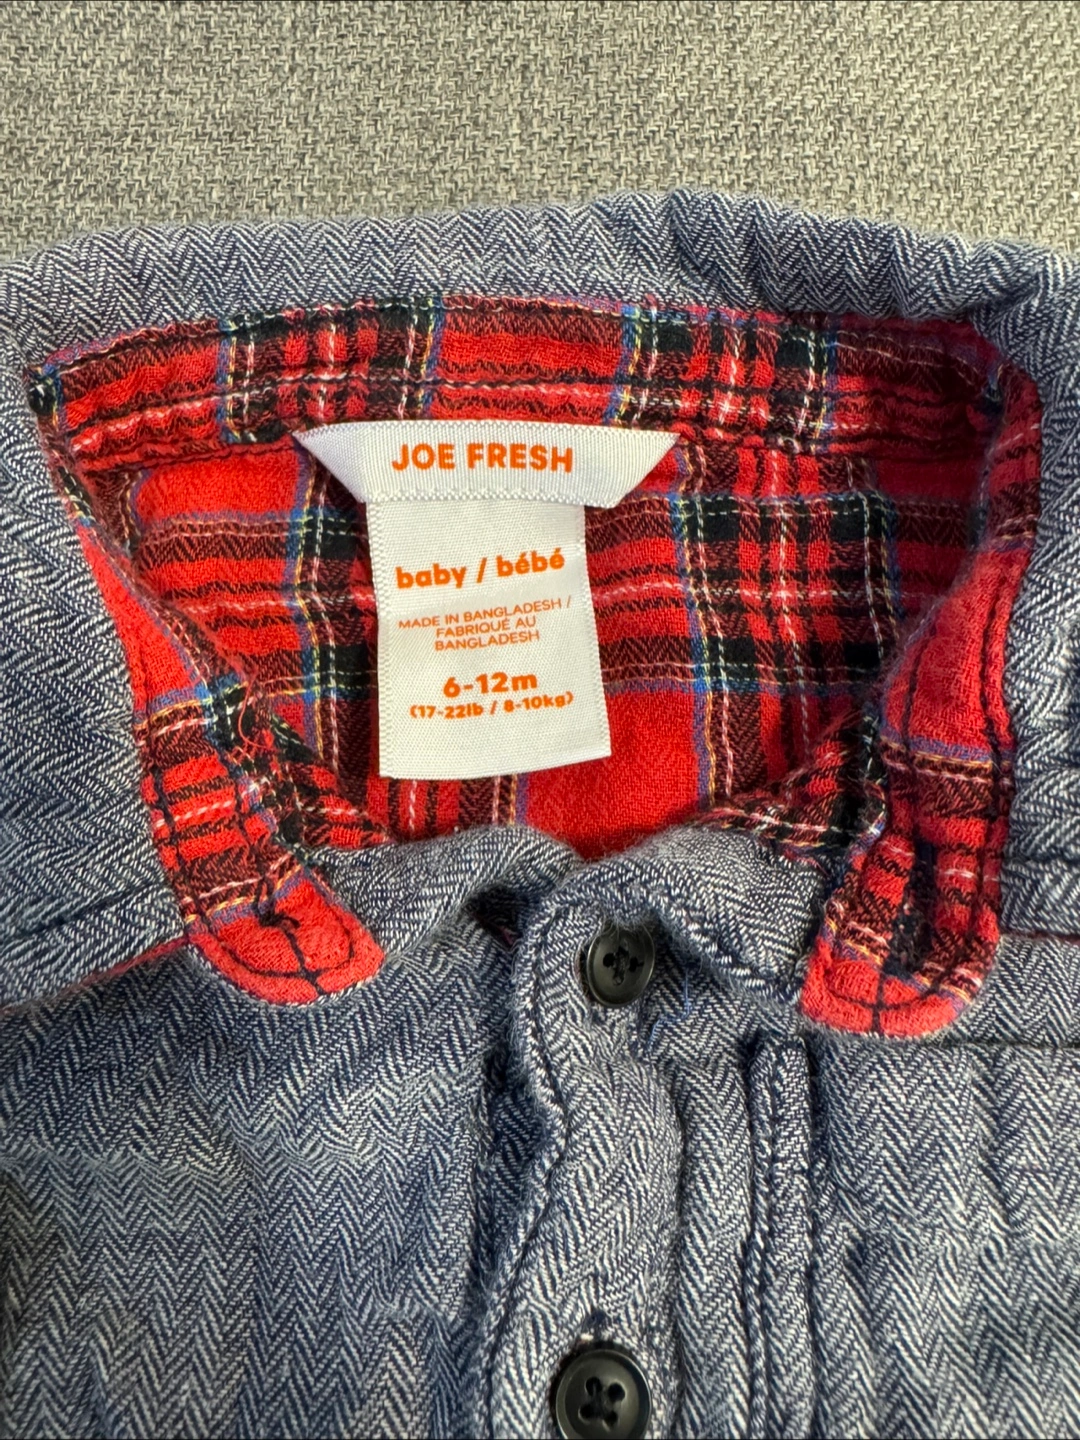 JOE FRESH
baby / bébé
MADE IN BANGLADESH /
FABRIQUÉ AU
BANGLADESH
6-12m
(17-22lb / 8-10kg)